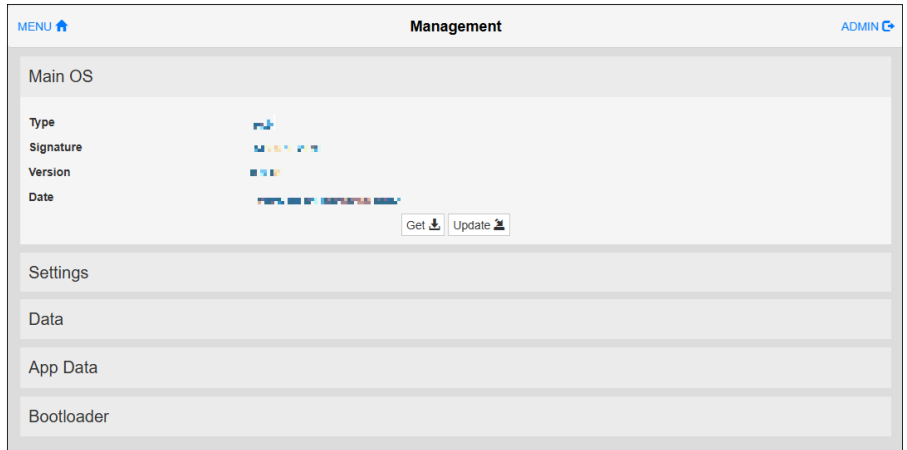 MENU Management ADMIN
Main OS
Type
Signature
Version
Date
Get Update
Settings
Data
App Data
Bootloader